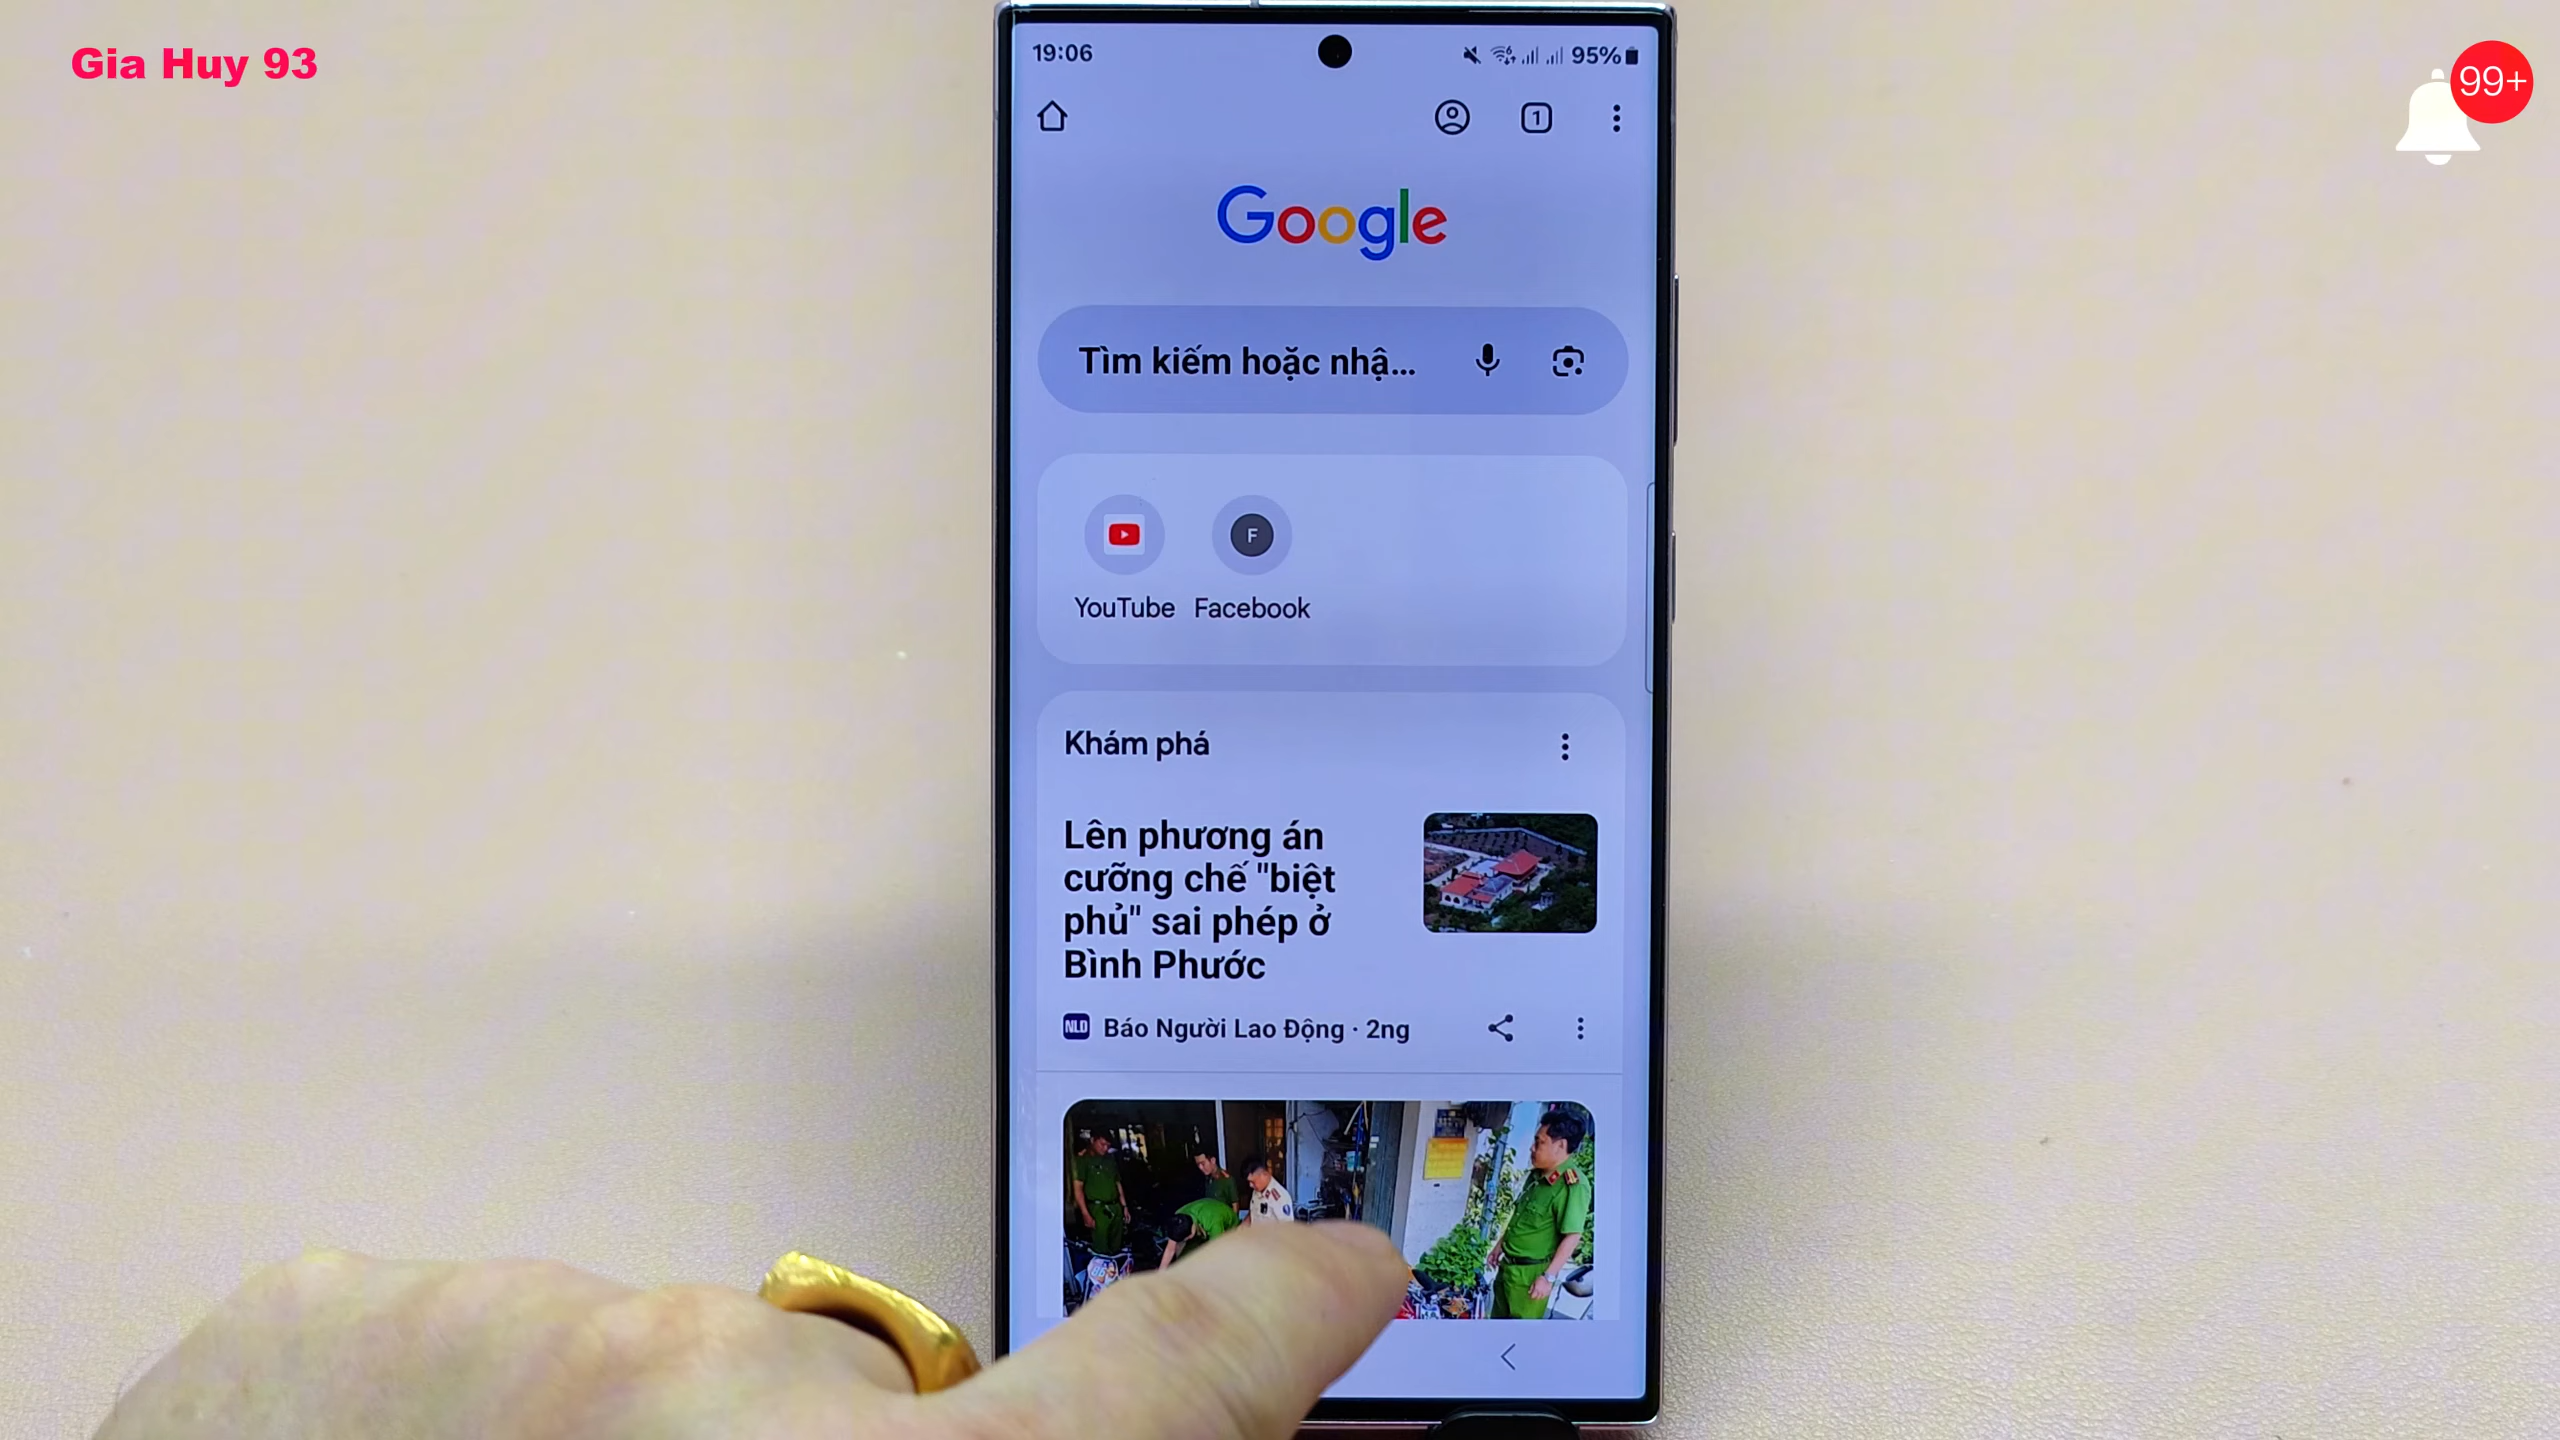 Gia Huy 93
99+
19:06
95%
1
Google
Tìm kiếm hoặc nhậ...
F
YouTube
Facebook
Khám phá
Lên phương án
cưỡng chế "biệt
phủ" sai phép ở
Bình Phước
NLD Báo Người Lao Động · 2ng